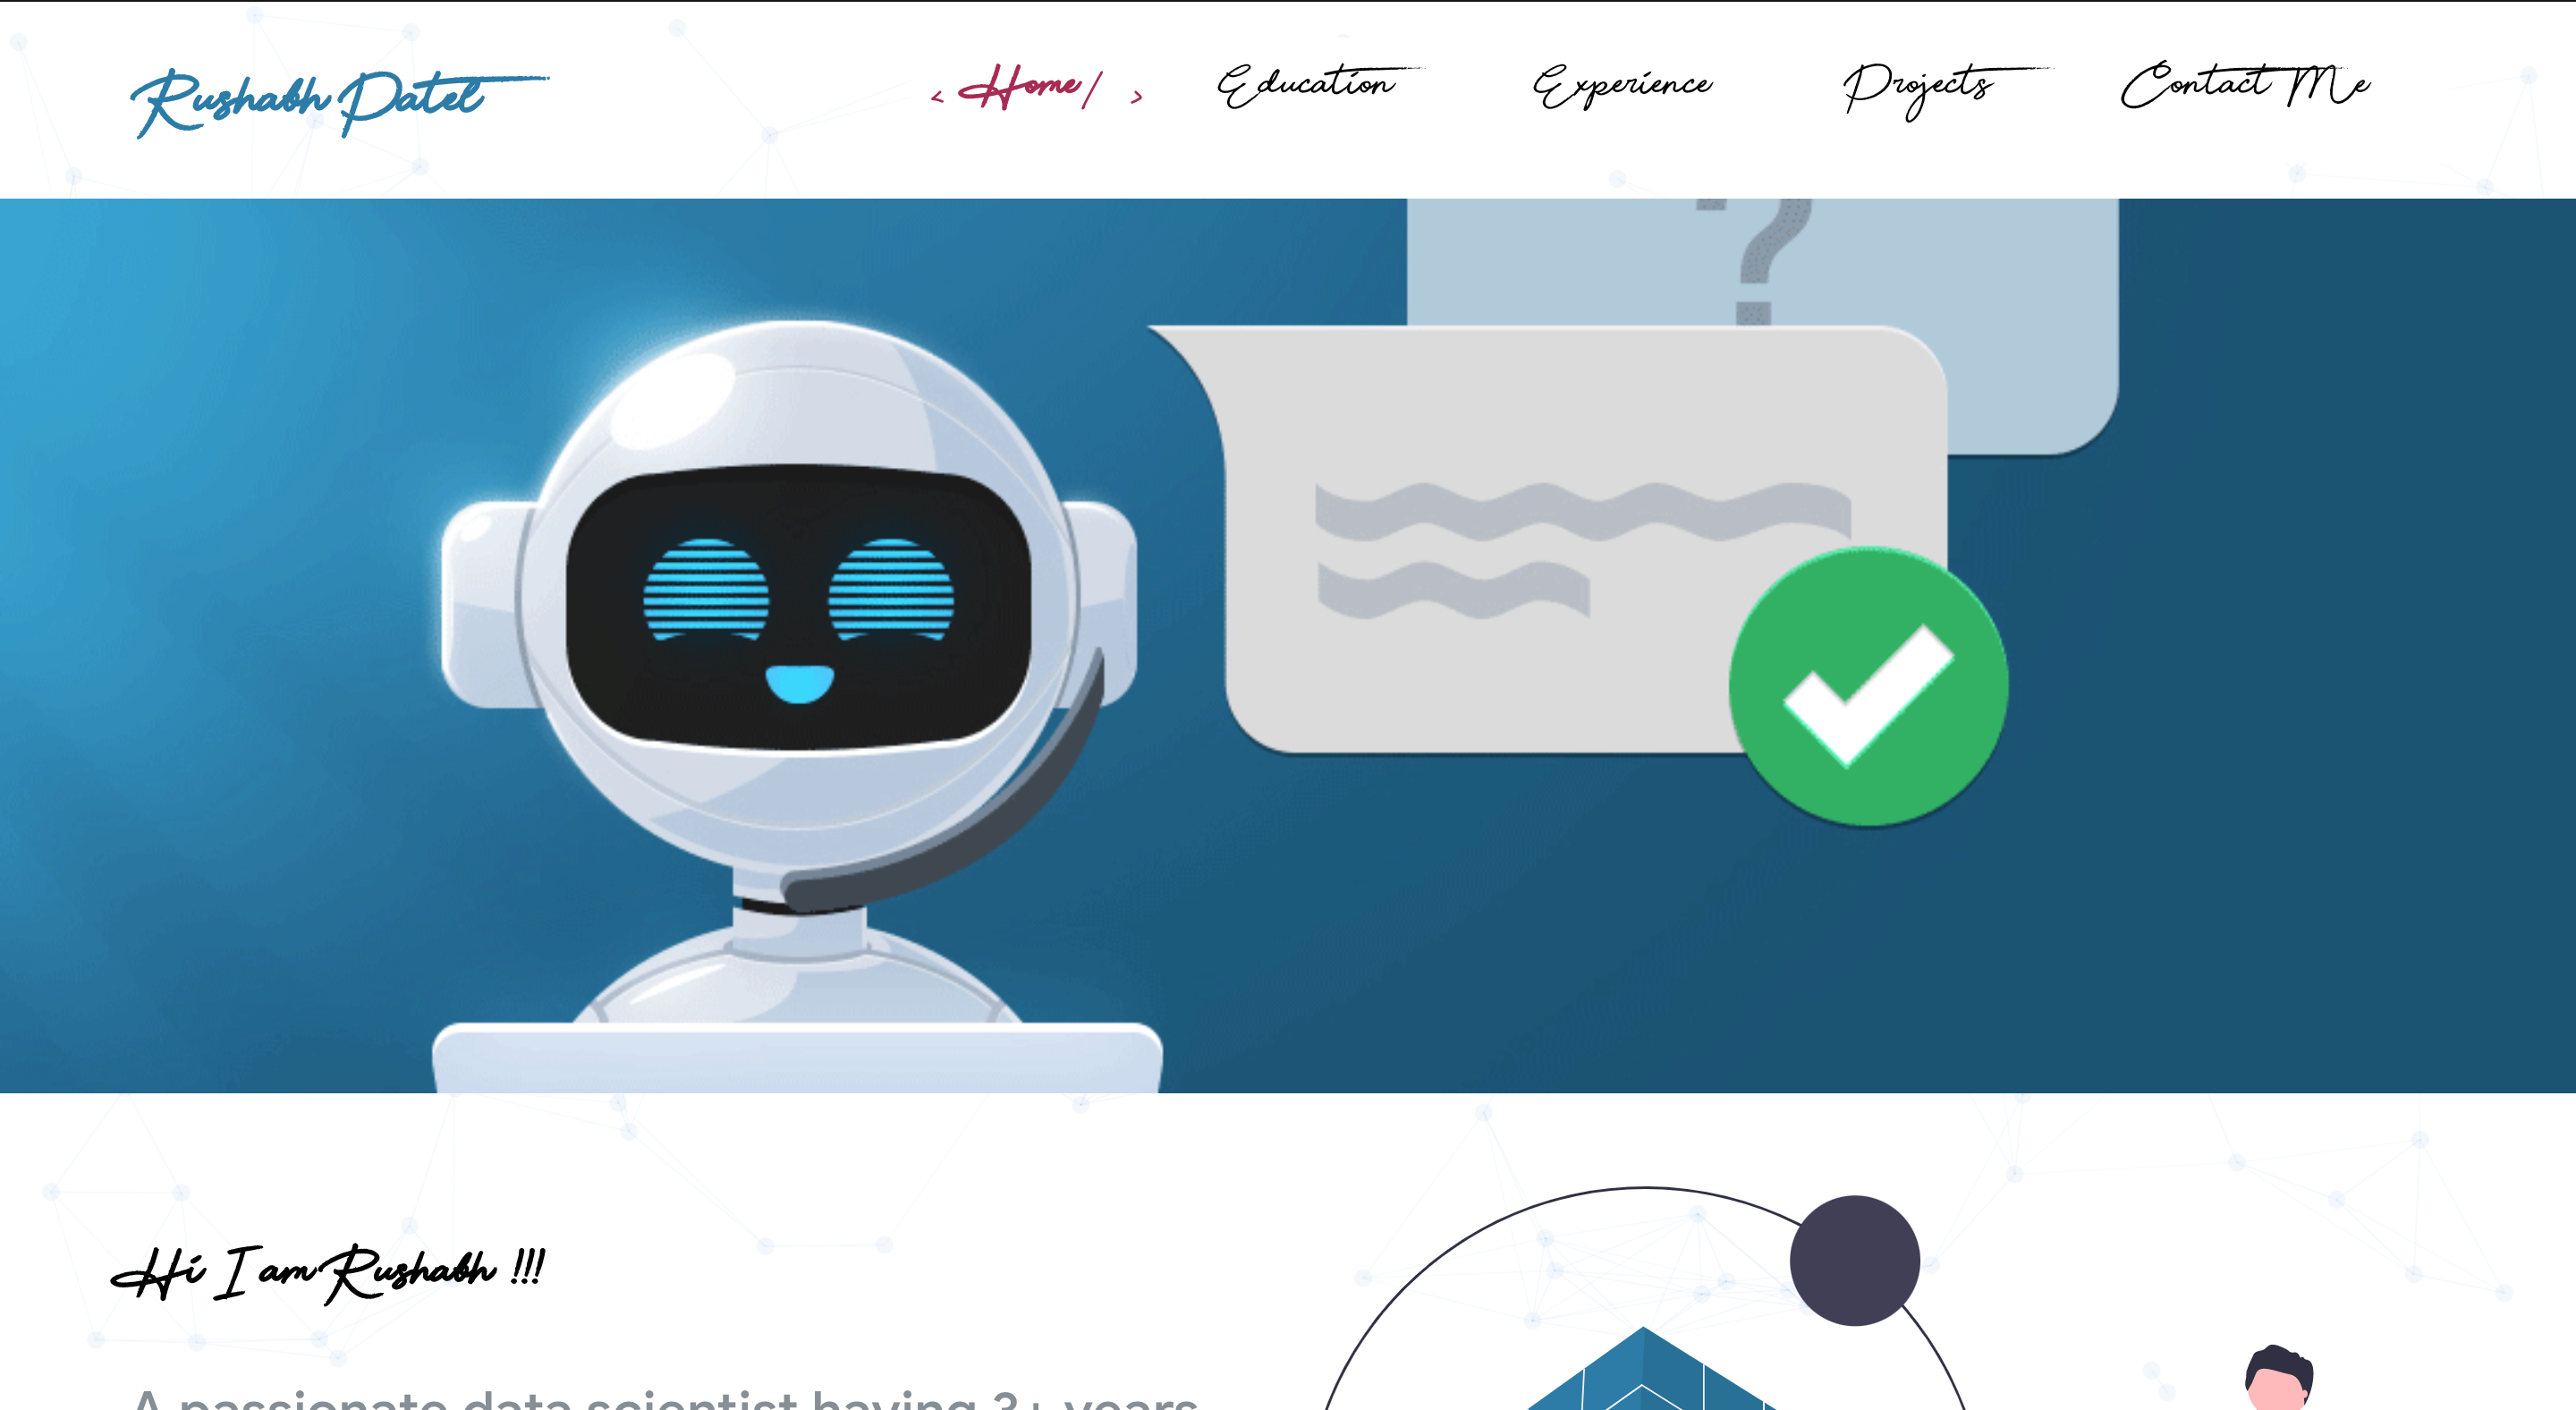 Rushabh Patel
< Home/ > Education Experience Projects Contact Me
?
Hi I am Rushabh !!!
A passionate data scientist having 3+ years